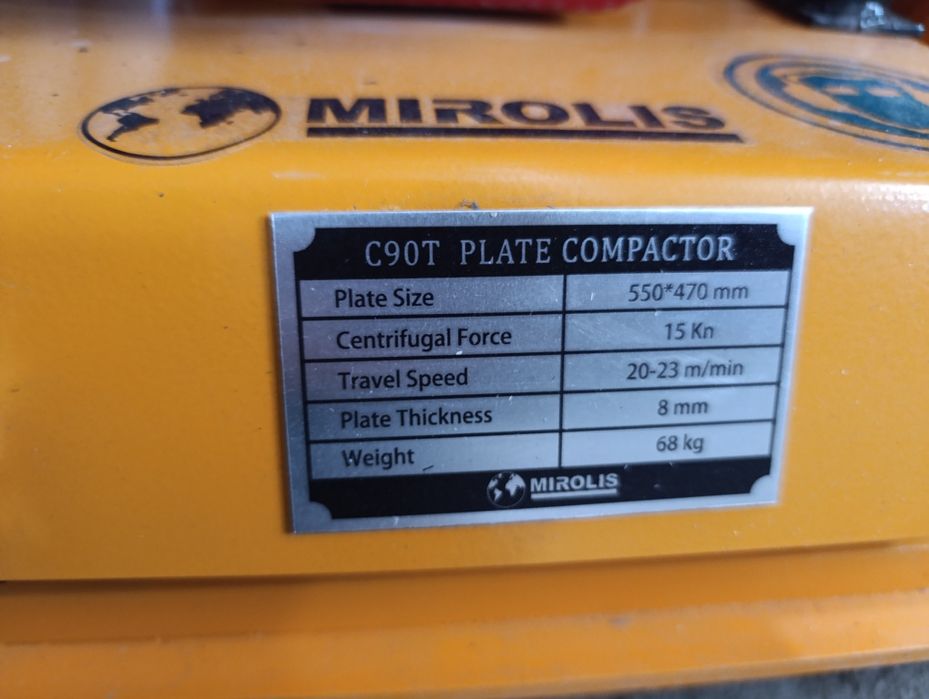 MIROLIS
C90T PLATE COMPACTOR
Plate Size 550*470 mm
Centrifugal Force 15 Kn
Travel Speed 20-23 m/min
Plate Thickness 8 mm
Weight 68 kg
MIROLIS